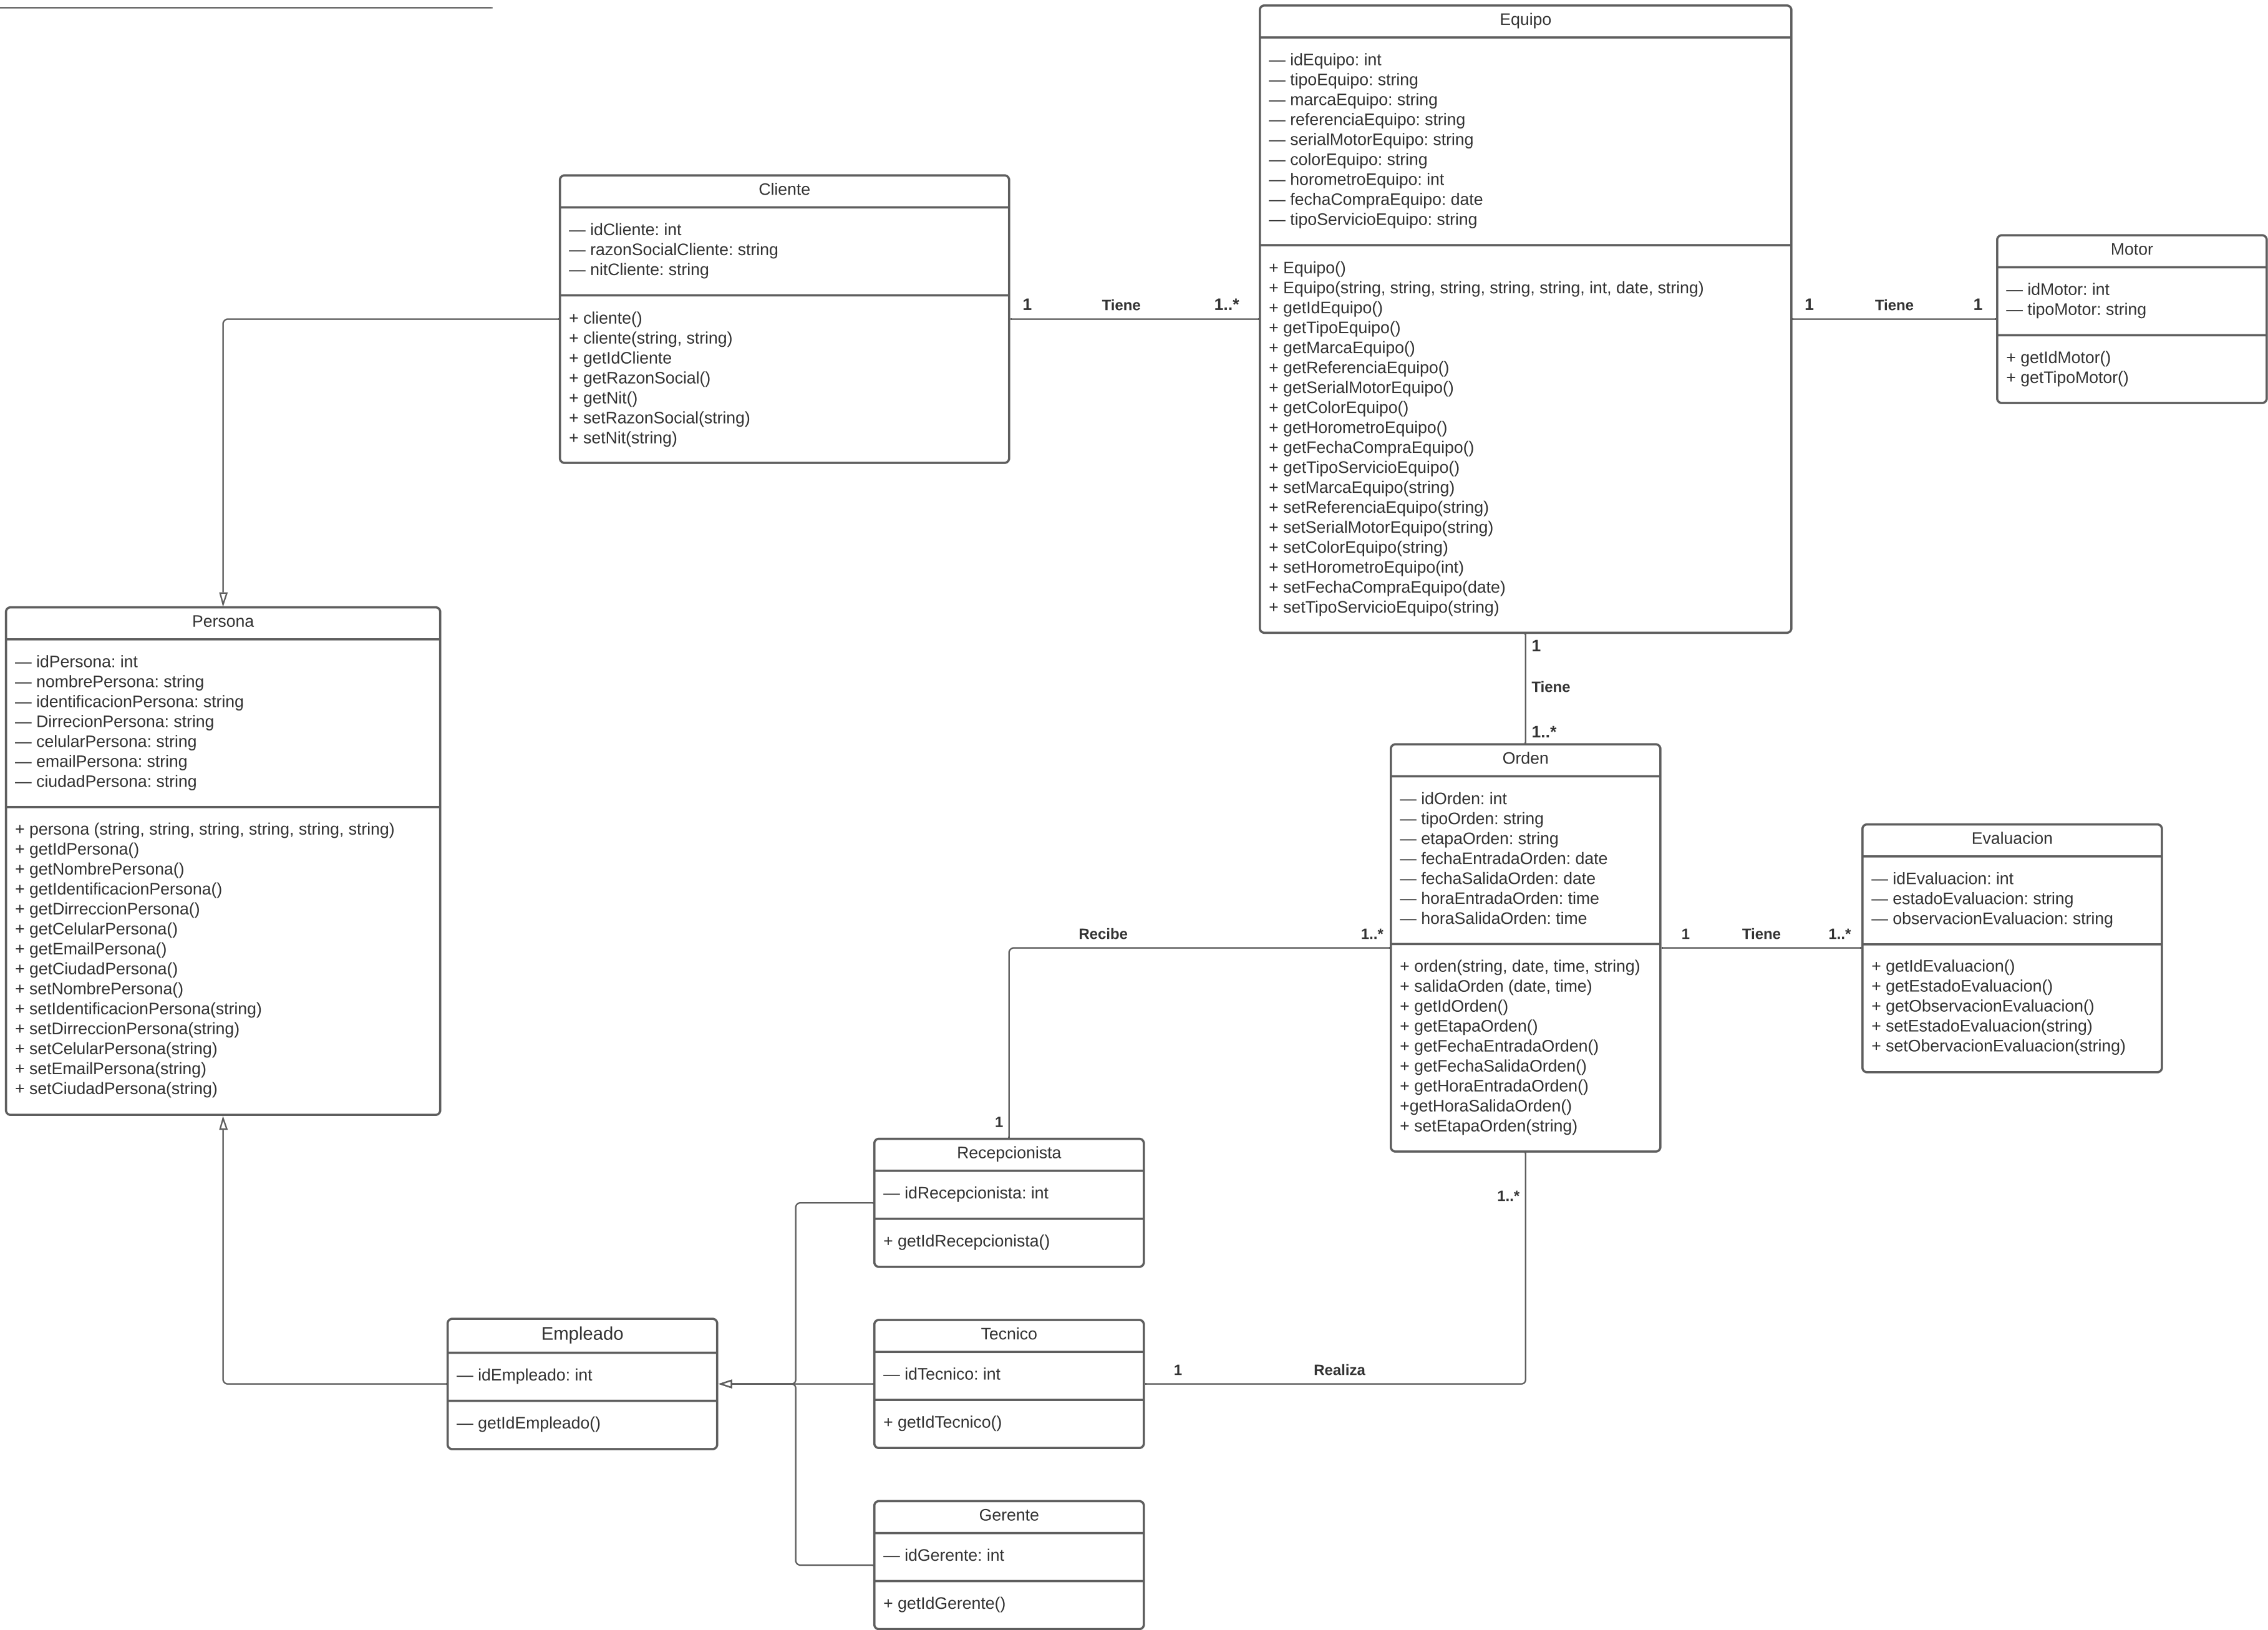 Equipo
— idEquipo: int
— tipoEquipo: string
— marcaEquipo: string
— referenciaEquipo: string
— serialMotorEquipo: string
— colorEquipo: string
— horometroEquipo: int
— fechaCompraEquipo: date
— tipoServicioEquipo: string
+ Equipo()
+ Equipo(string, string, string, string, string, int, date, string)
+ getIdEquipo()
+ getTipoEquipo()
+ getMarcaEquipo()
+ getReferenciaEquipo()
+ getSerialMotorEquipo()
+ getColorEquipo()
+ getHorometroEquipo()
+ getFechaCompraEquipo()
+ getTipoServicioEquipo()
+ setMarcaEquipo(string)
+ setReferenciaEquipo(string)
+ setSerialMotorEquipo(string)
+ setColorEquipo(string)
+ setHorometroEquipo(int)
+ setFechaCompraEquipo(date)
+ setTipoServicioEquipo(string)
Cliente
— idCliente: int
— razonSocialCliente: string
— nitCliente: string
+ cliente()
+ cliente(string, string)
+ getIdCliente
+ getRazonSocial()
+ getNit()
+ setRazonSocial(string)
+ setNit(string)
1 Tiene 1..*
1 Tiene 1
Motor
— idMotor: int
— tipoMotor: string
+ getIdMotor()
+ getTipoMotor()
Persona
— idPersona: int
— nombrePersona: string
— identificacionPersona: string
— DirrecionPersona: string
— celularPersona: string
— emailPersona: string
— ciudadPersona: string
+ persona (string, string, string, string, string, string)
+ getIdPersona()
+ getNombrePersona()
+ getIdentificacionPersona()
+ getDirreccionPersona()
+ getCelularPersona()
+ getEmailPersona()
+ getCiudadPersona()
+ setNombrePersona()
+ setIdentificacionPersona(string)
+ setDirreccionPersona(string)
+ setCelularPersona(string)
+ setEmailPersona(string)
+ setCiudadPersona(string)
1
Tiene
1..*
Orden
— idOrden: int
— tipoOrden: string
— etapaOrden: string
— fechaEntradaOrden: date
— fechaSalidaOrden: date
— horaEntradaOrden: time
— horaSalidaOrden: time
+ orden(string, date, time, string)
+ salidaOrden (date, time)
+ getIdOrden()
+ getEtapaOrden()
+ getFechaEntradaOrden()
+ getFechaSalidaOrden()
+ getHoraEntradaOrden()
+getHoraSalidaOrden()
+ setEtapaOrden(string)
1 Tiene 1..*
Evaluacion
— idEvaluacion: int
— estadoEvaluacion: string
— observacionEvaluacion: string
+ getIdEvaluacion()
+ getEstadoEvaluacion()
+ getObservacionEvaluacion()
+ setEstadoEvaluacion(string)
+ setObervacionEvaluacion(string)
Recibe 1..*
1
Recepcionista
— idRecepcionista: int
+ getIdRecepcionista()
1..*
Empleado
— idEmpleado: int
— getIdEmpleado()
Tecnico
— idTecnico: int
+ getIdTecnico()
1 Realiza
Gerente
— idGerente: int
+ getIdGerente()